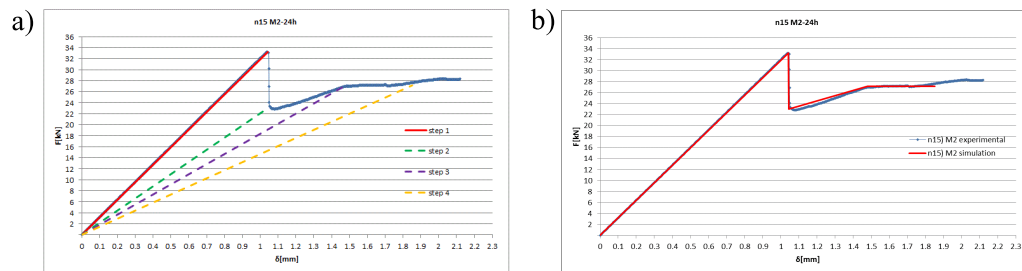 a)
n15 M2-24h
36
34
32
30
28
26
24
22
20
18
16
14
12
10
8
6
4
2
F[kN]
step 1
step 2
step 3
step 4
0 0.1 0.2 0.3 0.4 0.5 0.6 0.7 0.8 0.9 1 1.1 1.2 1.3 1.4 1.5 1.6 1.7 1.8 1.9 2 2.1 2.2 2.3
δ[mm]
b)
n15 M2-24h
36
34
32
30
28
26
24
22
20
18
16
14
12
10
8
6
4
2
0
F[kN]
n15) M2 experimental
n15) M2 simulation
0 0.1 0.2 0.3 0.4 0.5 0.6 0.7 0.8 0.9 1 1.1 1.2 1.3 1.4 1.5 1.6 1.7 1.8 1.9 2 2.1 2.2 2.3
δ[mm]